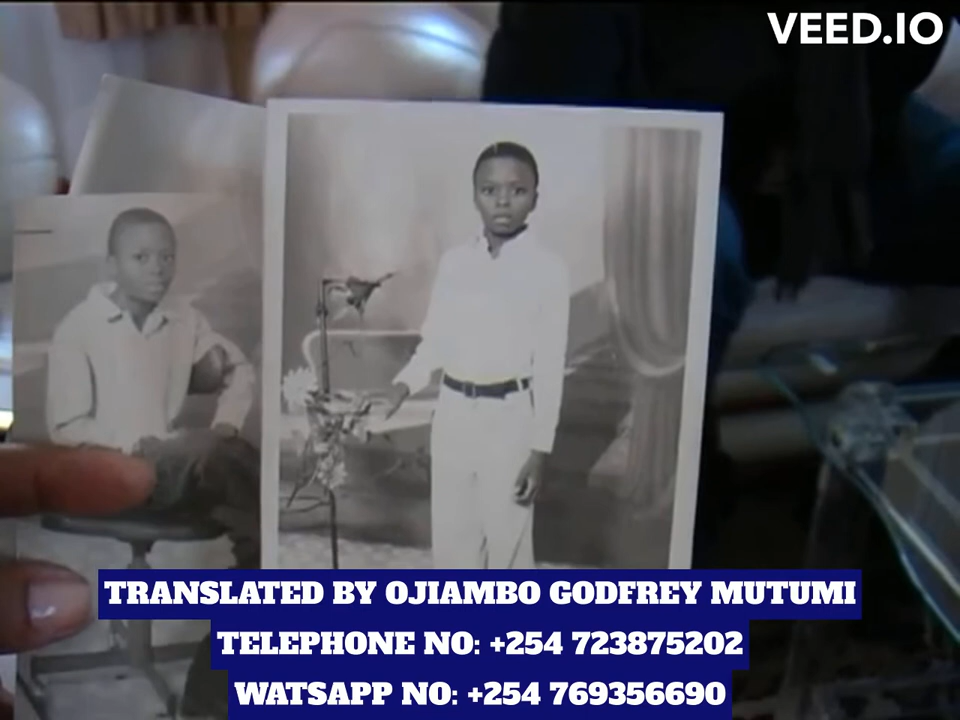 VEED.IO
TRANSLATED BY OJIAMBO GODFREY MUTUMI
TELEPHONE NO: +254 723875202
WATSAPP NO: +254 769356690